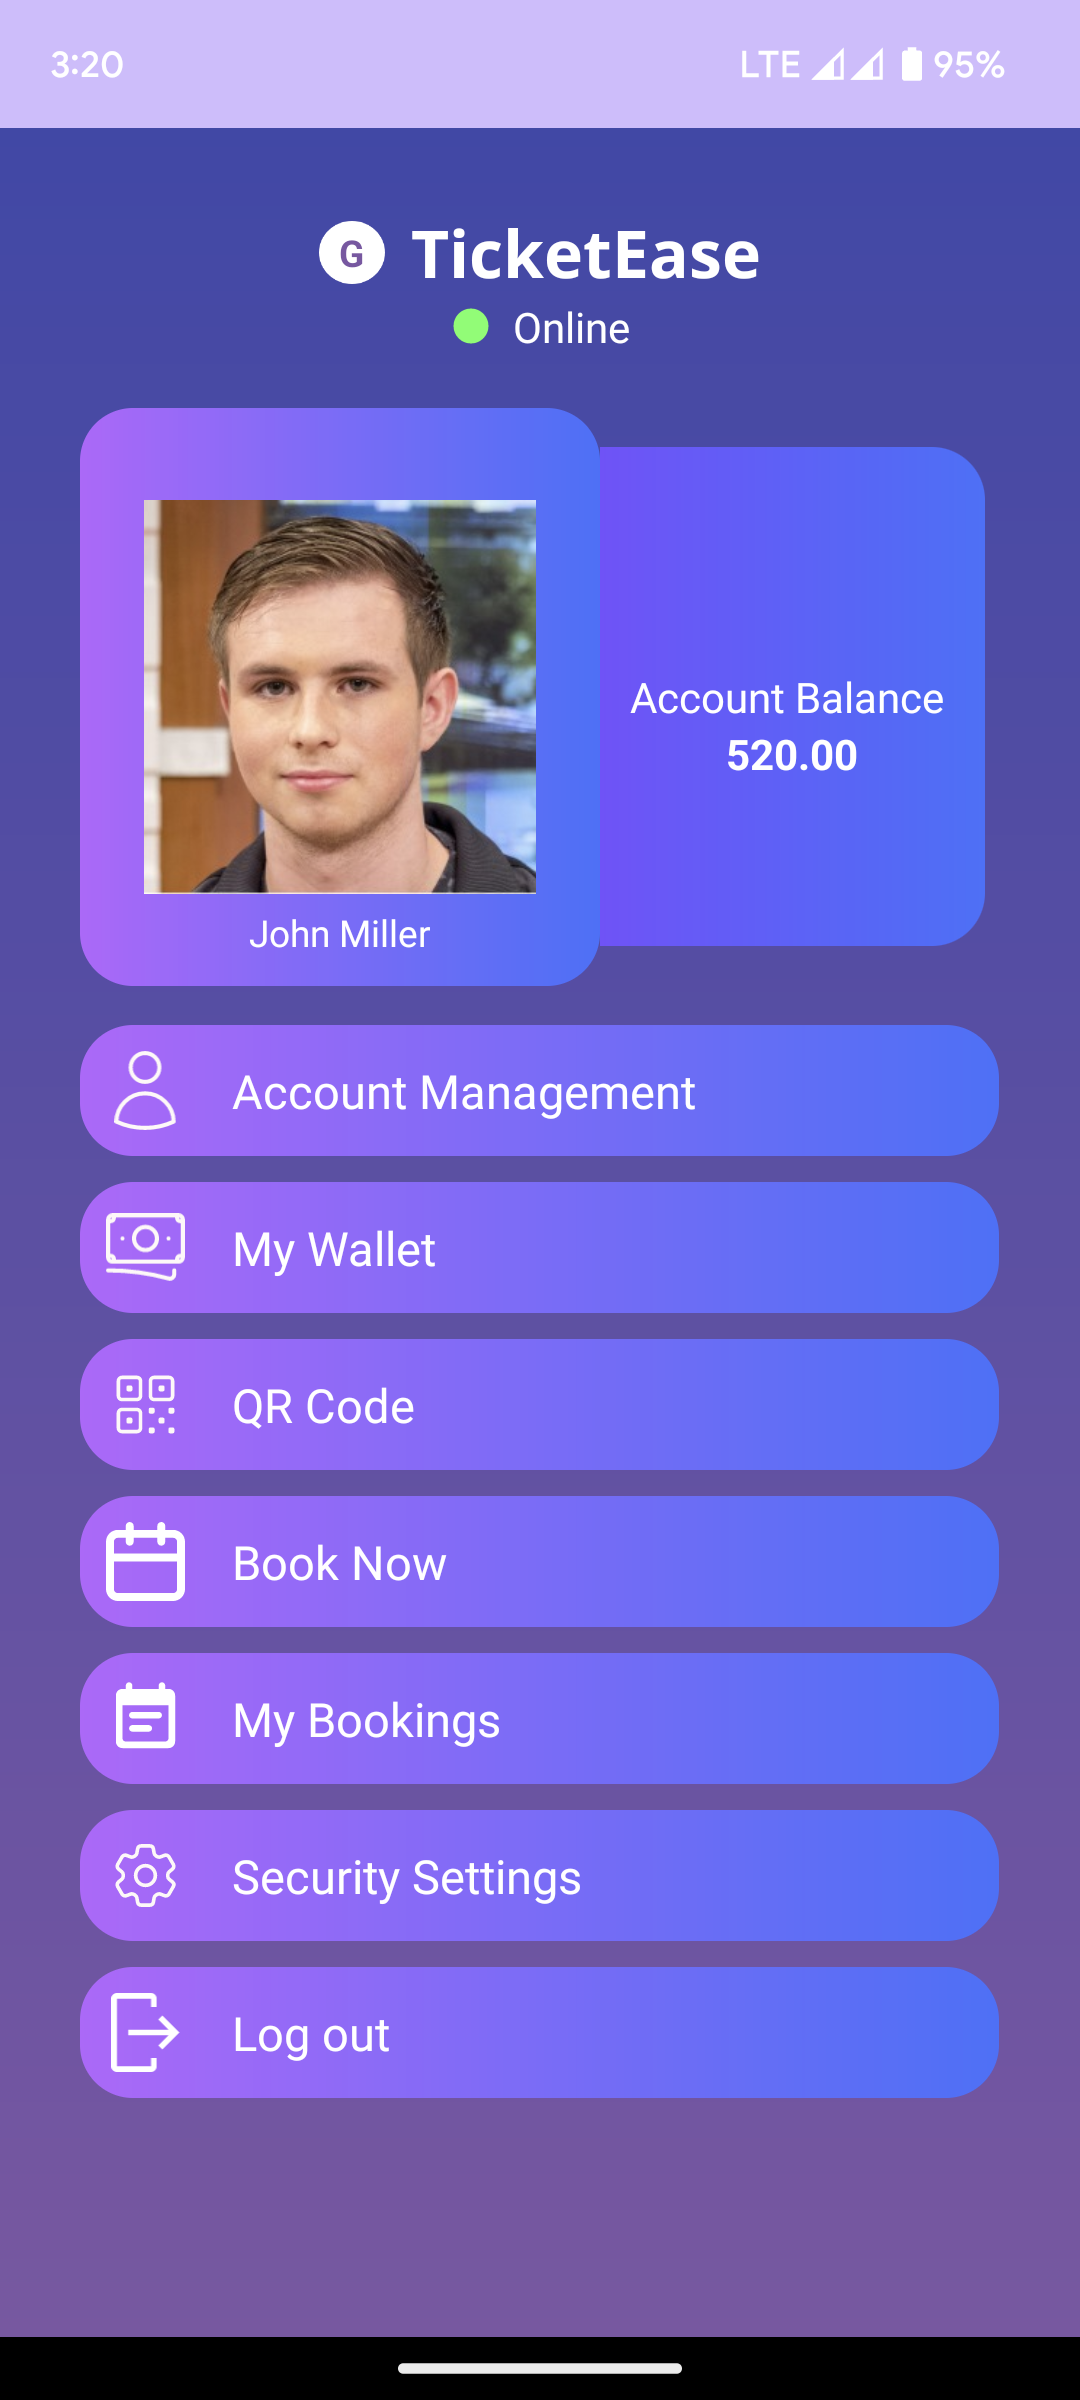 3:20 LTE 95%
G TicketEase
Online
Account Balance
520.00
John Miller
Account Management
My Wallet
QR Code
Book Now
My Bookings
Security Settings
Log out